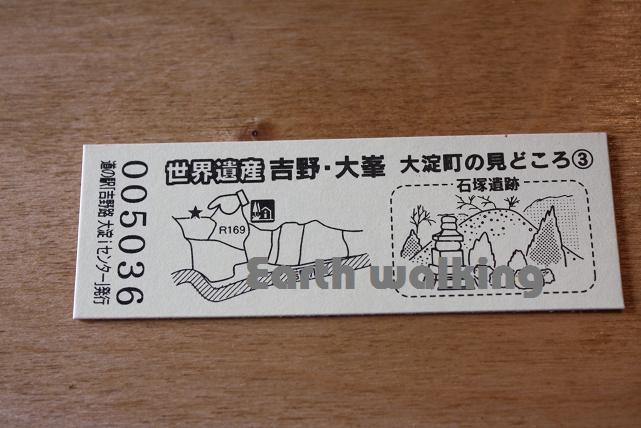 世界遺産 吉野・大峯 大淀町の見どころ③
石塚遺跡
R169
005036
道の駅「吉野路 大淀iセンター」発行
Earth walking